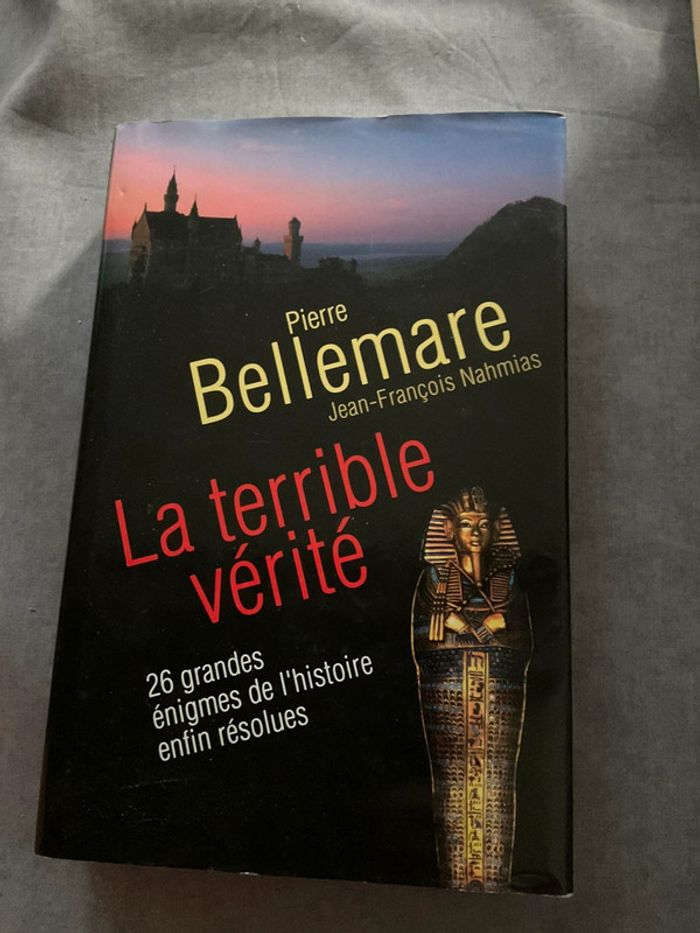 Pierre
Bellemare
Jean-François Nahmias
La terrible
vérité
26 grandes
énigmes de l'histoire
enfin résolues